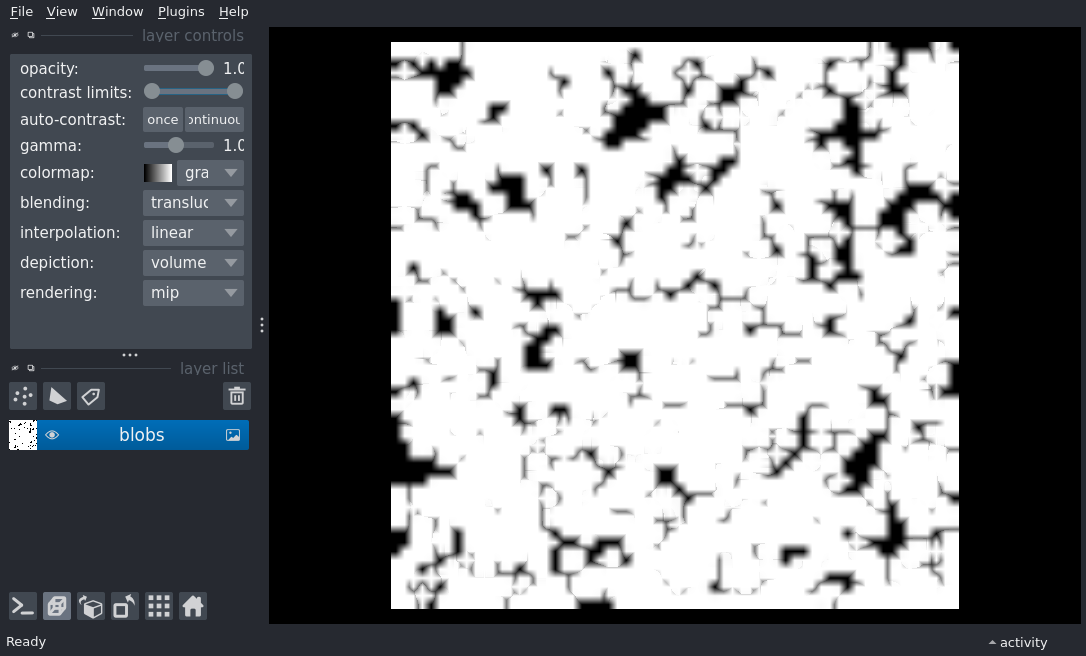 File View Window Plugins Help
layer controls
opacity: 1.0
contrast limits:
auto-contrast: once ontinuou
gamma: 1.0
colormap: gra
blending: transluc
interpolation: linear
depiction: volume
rendering: mip
layer list
blobs
Ready
activity